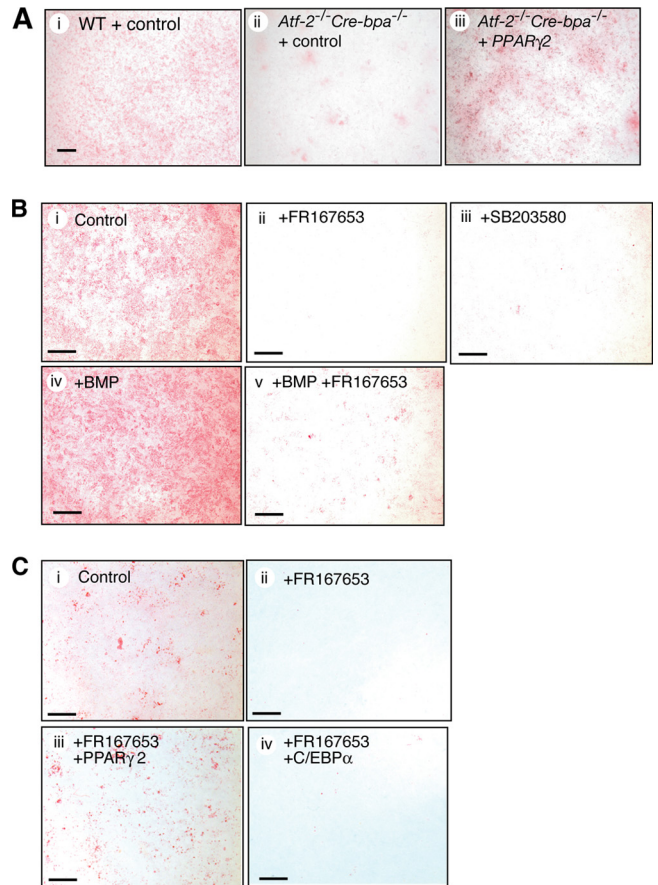 A
i WT + control
ii Atf-2⁻/⁻Cre-bpa⁻/⁻
+ control
iii Atf-2⁻/⁻Cre-bpa⁻/⁻
+ PPARγ2
B
i Control
ii +FR167653
iii +SB203580
iv +BMP
v +BMP +FR167653
C
i Control
ii +FR167653
iii +FR167653
+PPARγ2
iv +FR167653
+C/EBPα